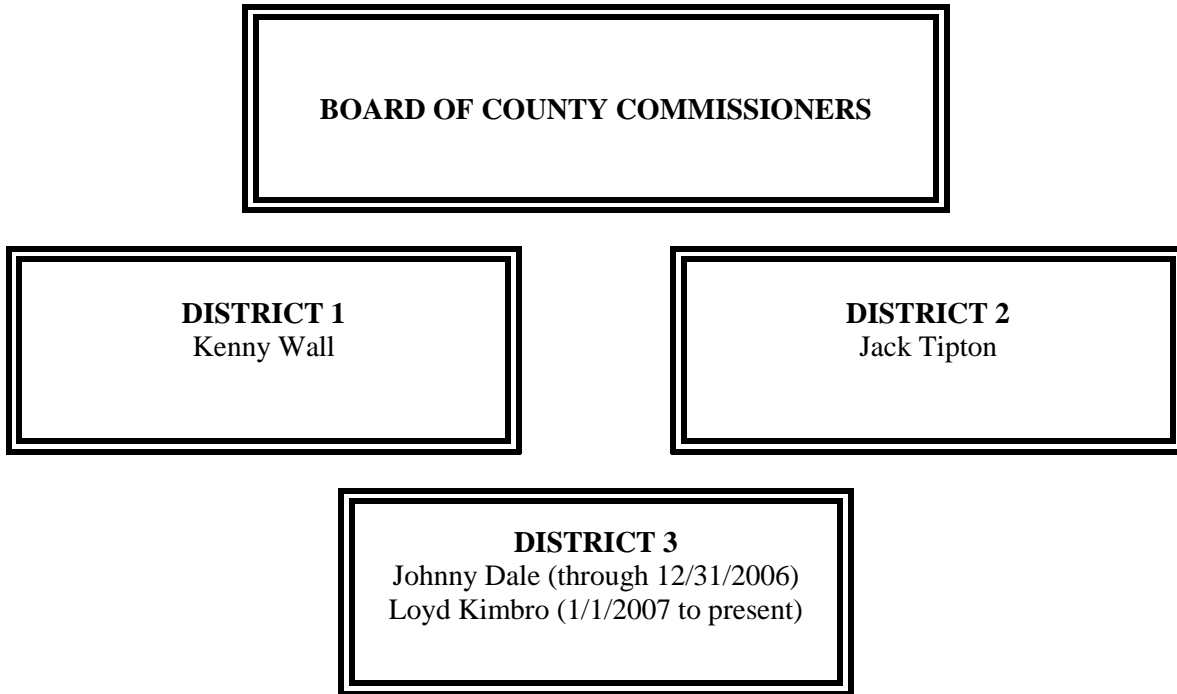 BOARD OF COUNTY COMMISSIONERS
DISTRICT 1
Kenny Wall
DISTRICT 2
Jack Tipton
DISTRICT 3
Johnny Dale (through 12/31/2006)
Loyd Kimbro (1/1/2007 to present)